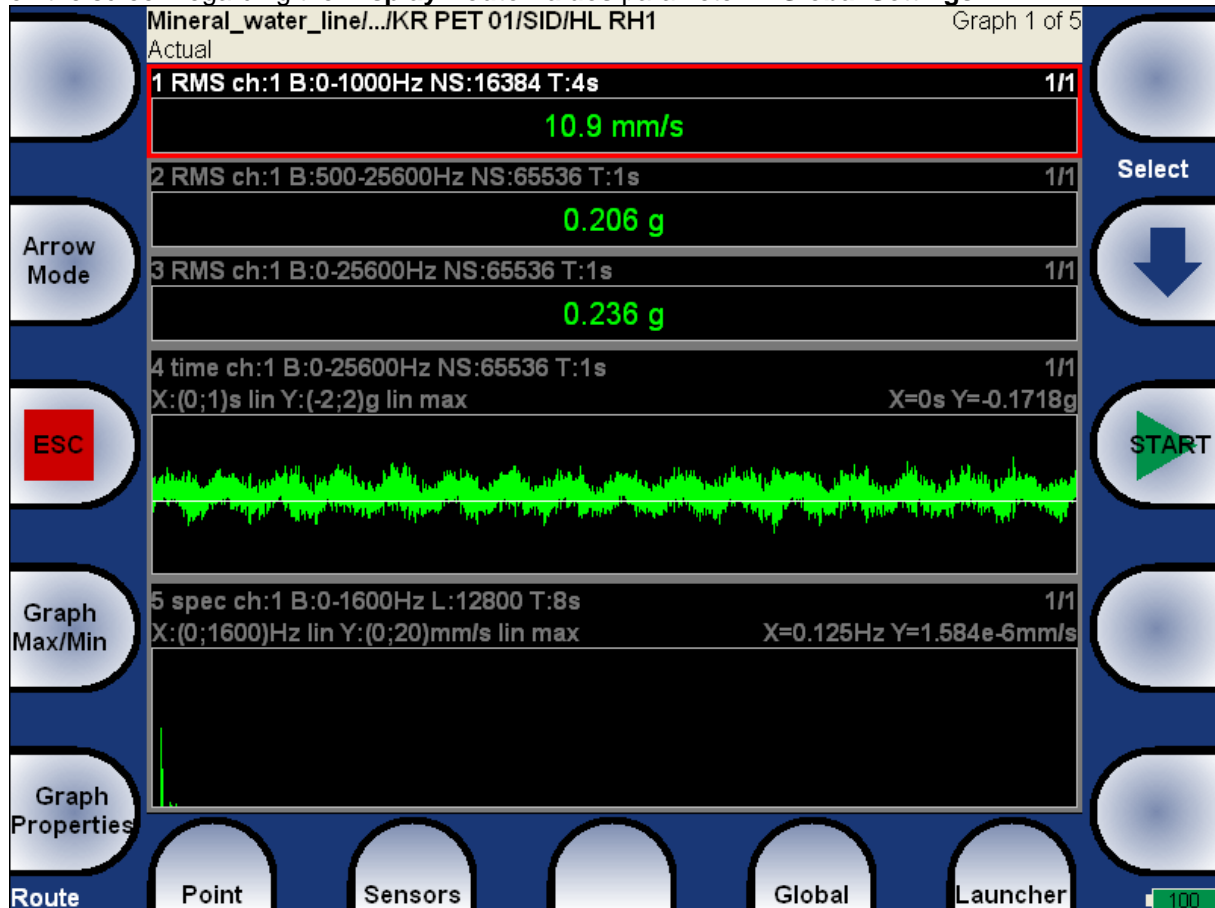 Mineral_water_line/.../KR PET 01/SID/HL RH1
Graph 1 of 5
Actual
1 RMS ch:1 B:0-1000Hz NS:16384 T:4s 1/1
10.9 mm/s
Select
2 RMS ch:1 B:500-25600Hz NS:65536 T:1s 1/1
0.206 g
Arrow
Mode
3 RMS ch:1 B:0-25600Hz NS:65536 T:1s 1/1
0.236 g
4 time ch:1 B:0-25600Hz NS:65536 T:1s 1/1
X:(0;1)s lin Y:(-2;2)g lin max X=0s Y=-0.1718g
ESC
START
Graph
Max/Min
5 spec ch:1 B:0-1600Hz L:12800 T:8s 1/1
X:(0;1600)Hz lin Y:(0;20)mm/s lin max X=0.125Hz Y=1.584e-6mm/s
Graph
Properties
Route
Point
Sensors
Global
Launcher
100